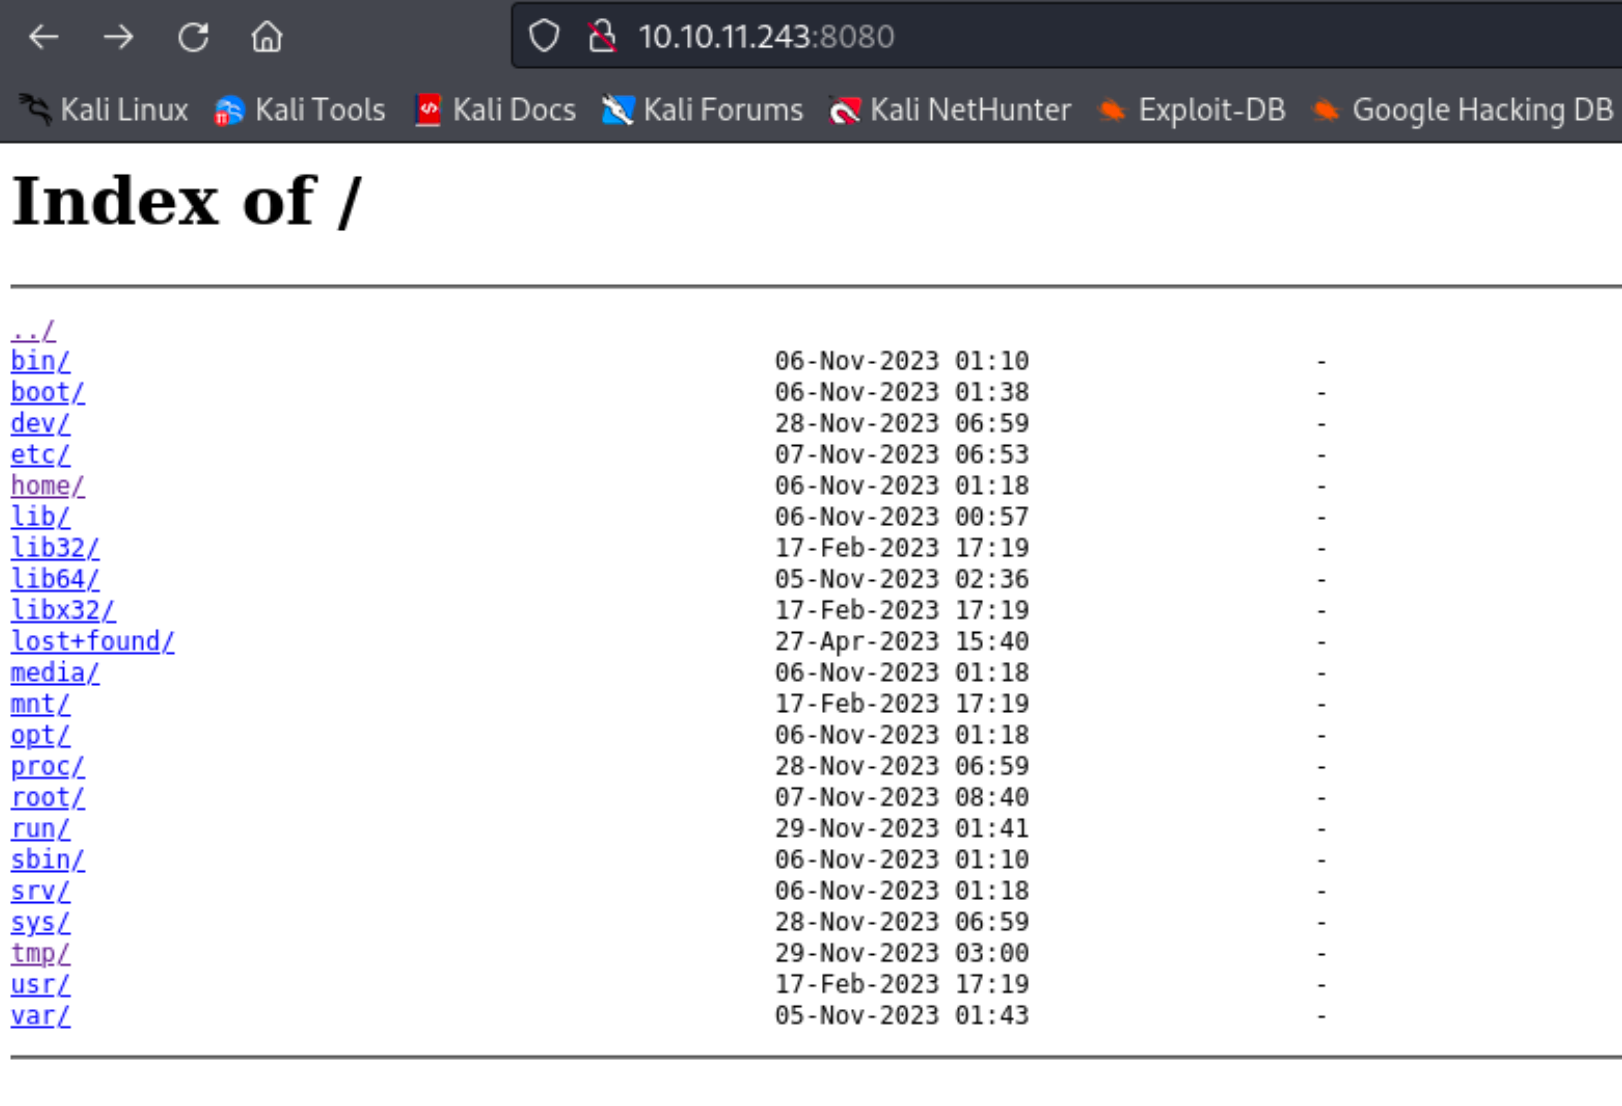 10.10.11.243:8080
Kali Linux Kali Tools Kali Docs Kali Forums Kali NetHunter Exploit-DB Google Hacking DB
Index of /
../
bin/ 06-Nov-2023 01:10 -
boot/ 06-Nov-2023 01:38 -
dev/ 28-Nov-2023 06:59 -
etc/ 07-Nov-2023 06:53 -
home/ 06-Nov-2023 01:18 -
lib/ 06-Nov-2023 00:57 -
lib32/ 17-Feb-2023 17:19 -
lib64/ 05-Nov-2023 02:36 -
libx32/ 17-Feb-2023 17:19 -
lost+found/ 27-Apr-2023 15:40 -
media/ 06-Nov-2023 01:18 -
mnt/ 17-Feb-2023 17:19 -
opt/ 06-Nov-2023 01:18 -
proc/ 28-Nov-2023 06:59 -
root/ 07-Nov-2023 08:40 -
run/ 29-Nov-2023 01:41 -
sbin/ 06-Nov-2023 01:10 -
srv/ 06-Nov-2023 01:18 -
sys/ 28-Nov-2023 06:59 -
tmp/ 29-Nov-2023 03:00 -
usr/ 17-Feb-2023 17:19 -
var/ 05-Nov-2023 01:43 -